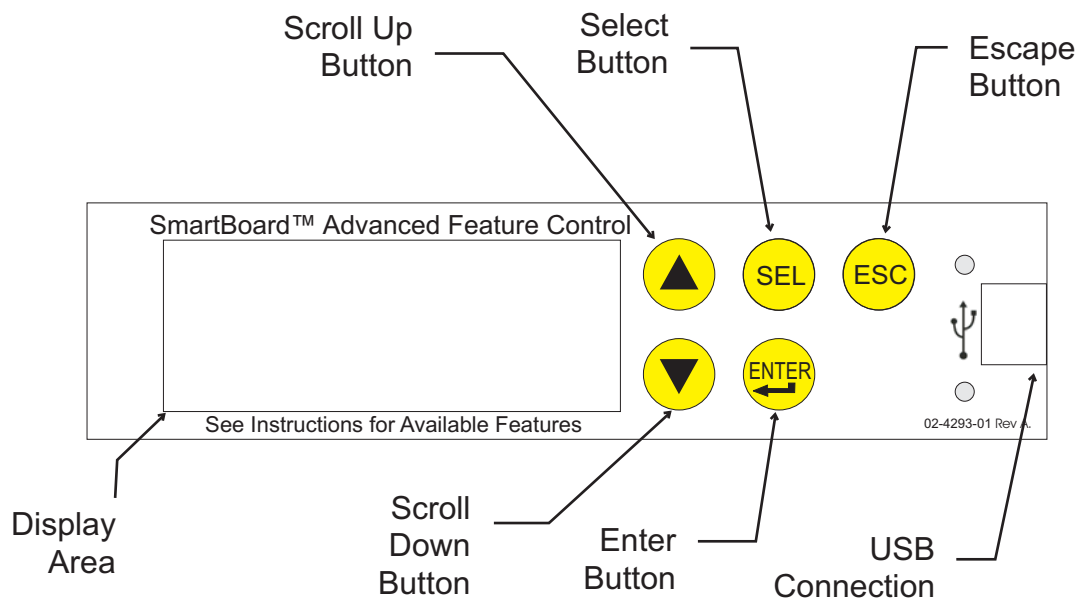 Scroll Up
Button
Select
Button
Escape
Button
SmartBoard™ Advanced Feature Control
SEL
ESC
ENTER
See Instructions for Available Features
02-4293-01 Rev A.
Display
Area
Scroll
Down
Button
Enter
Button
USB
Connection